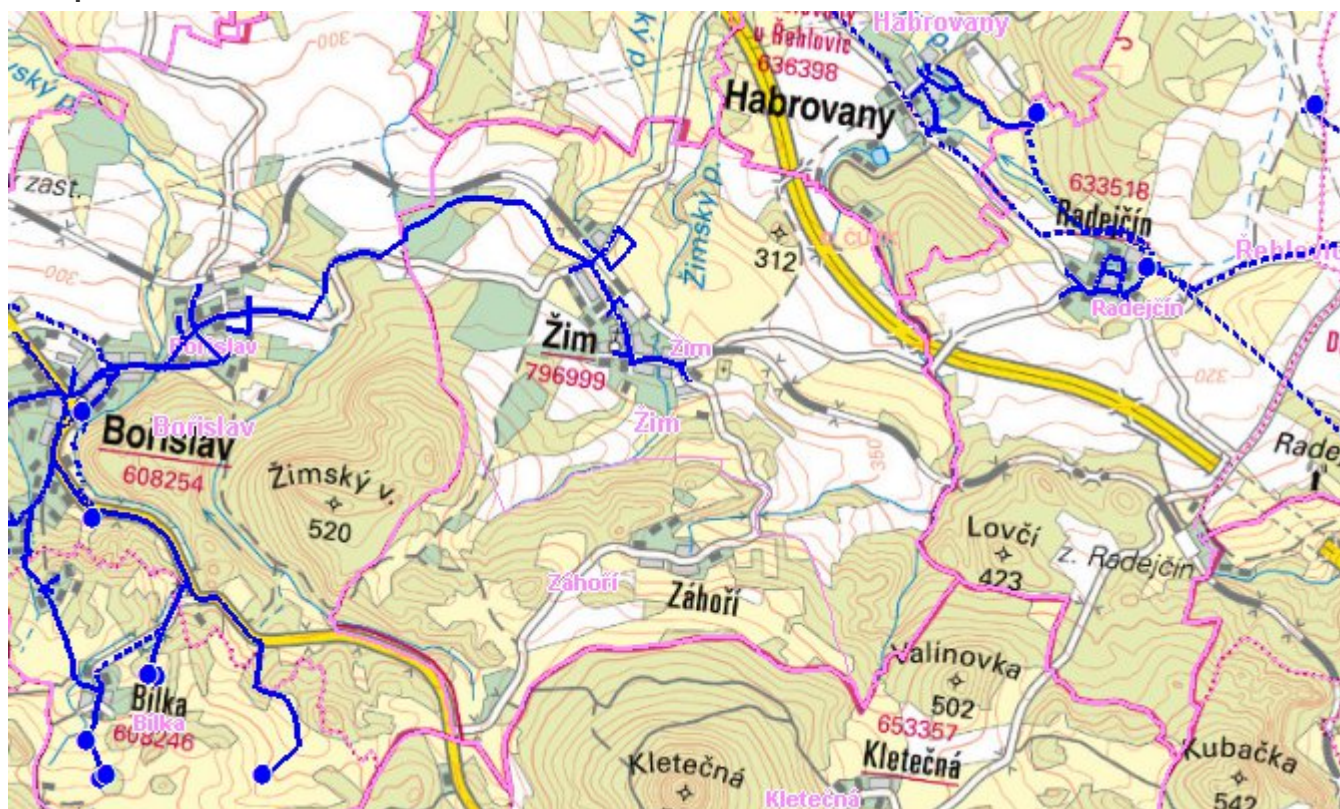 Habrovany
u Řehlovic
636398
Habrovany
ský p.
300
zast.
Žimský p.
312
633518
Radejčín
Řehlovic
Radejčín
300
320
Bořislav
Žim
796999
Žim
Žim
Bořislav
Bořislav
608254
350
Žimský v.
520
Lovčí
423
z. Radejčín
Záhoří
Záhoří
Valinovka
502
653357
Bílka
Bílka
608246
Kletečná
Kletečná
Kletečná
Kubačka
542